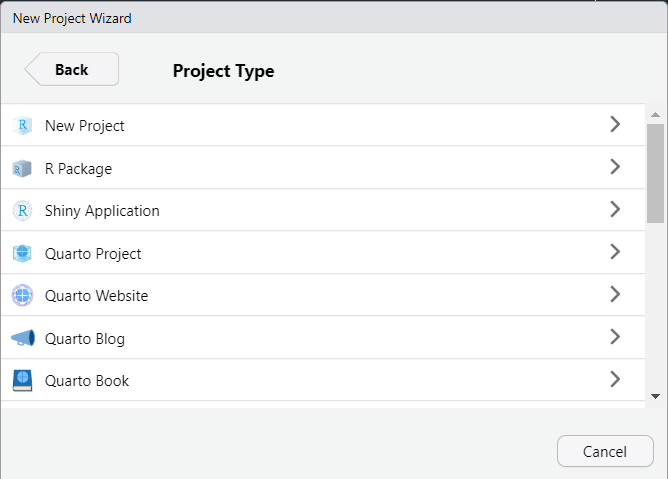 New Project Wizard
Back
Project Type
R New Project
R R Package
R Shiny Application
Quarto Project
Quarto Website
Quarto Blog
Quarto Book
Cancel